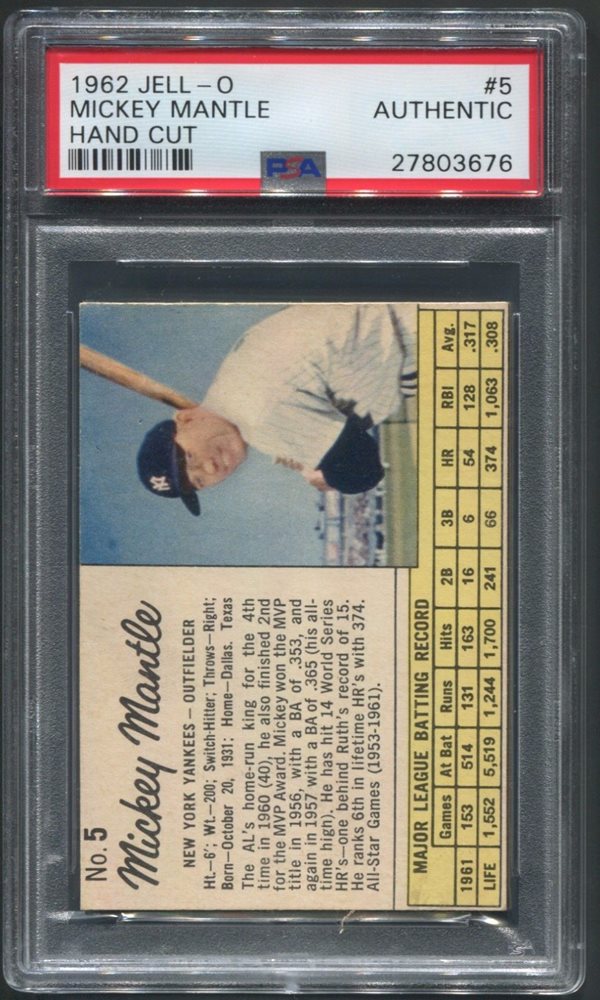 1962 JELL-O #5
MICKEY MANTLE AUTHENTIC
HAND CUT
PSA 27803676
No. 5
Mickey Mantle
NEW YORK YANKEES—OUTFIELDER
Ht.—6'; Wt.—200; Switch-Hitter; Throws—Right;
Born—October 20, 1931; Home—Dallas, Texas
The AL's home-run king for the 4th
time in 1960 (40), he also finished 2nd
for the MVP Award. Mickey won the MVP
title in 1956, with a BA of .353, and
again in 1957 with a BA of .365 (his all-
time high). He has hit 14 World Series
HR's—one behind Ruth's record of 15.
He ranks 6th in lifetime HR's with 374.
All-Star Games (1953-1961).
MAJOR LEAGUE BATTING RECORD
Games At Bat Runs Hits 2B 3B HR RBI Avg.
1961 153 514 131 163 16 6 54 128 .317
LIFE 1,552 5,519 1,244 1,700 241 66 374 1,063 .308
NY